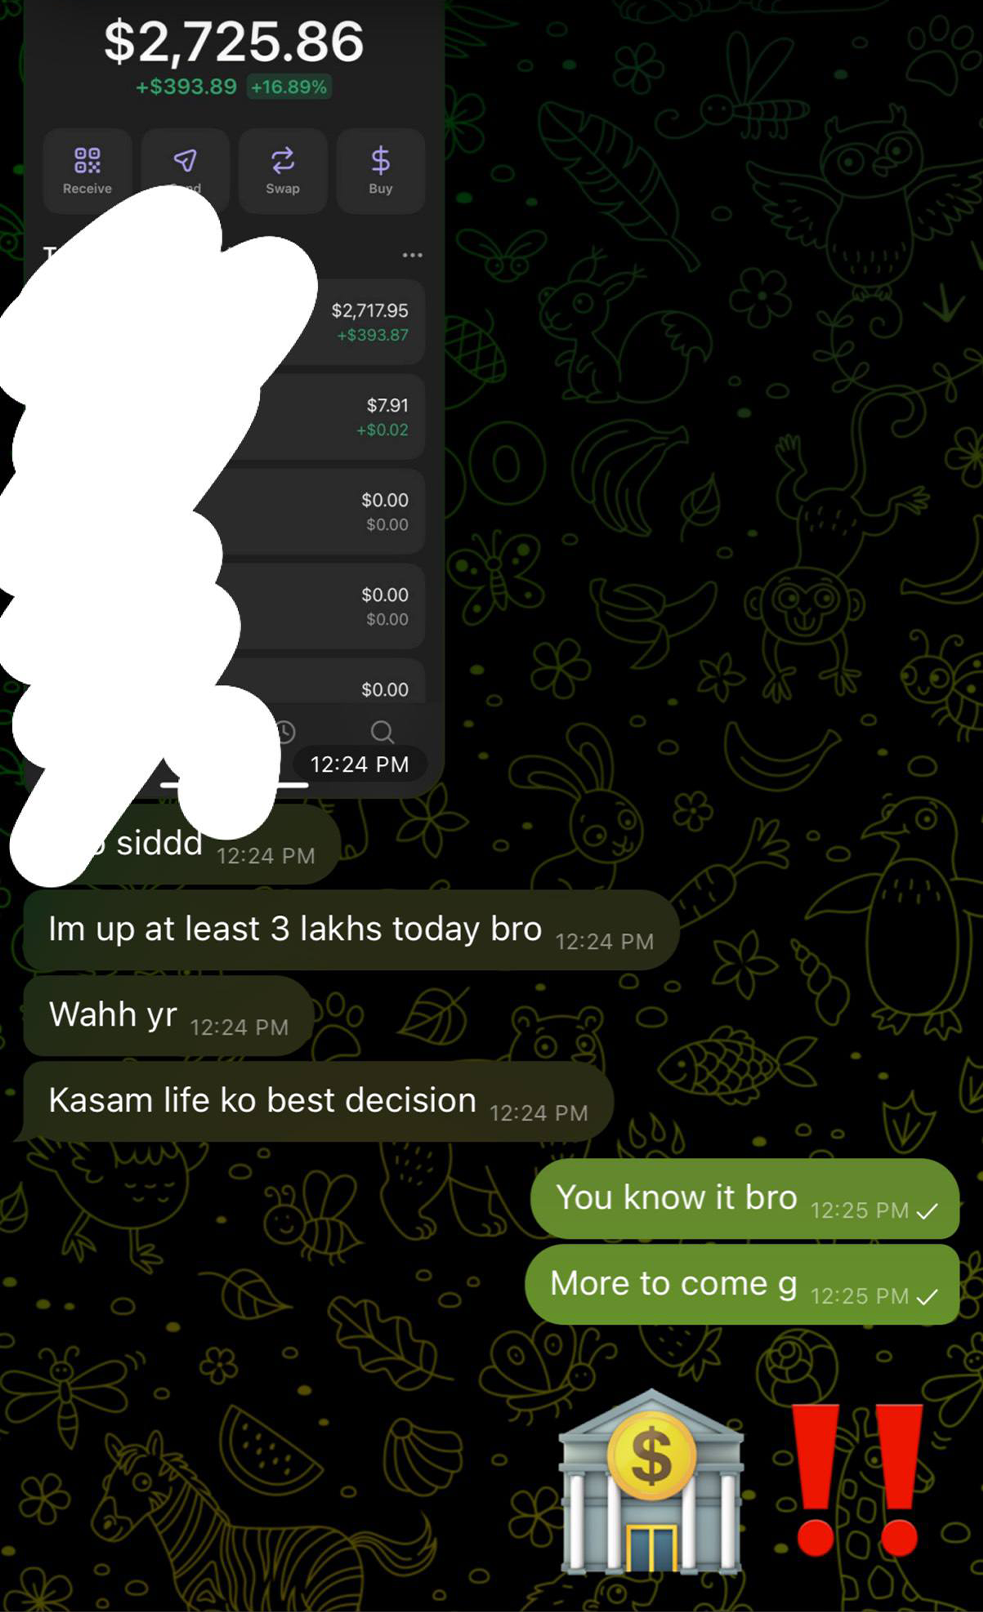 $2,725.86
+$393.89 +16.89%
Receive Swap Buy
$2,717.95
+$393.87
$7.91
+$0.02
$0.00
$0.00
$0.00
$0.00
$0.00
12:24 PM
siddd 12:24 PM
Im up at least 3 lakhs today bro 12:24 PM
Wahh yr 12:24 PM
Kasam life ko best decision 12:24 PM
You know it bro 12:25 PM
More to come g 12:25 PM
$